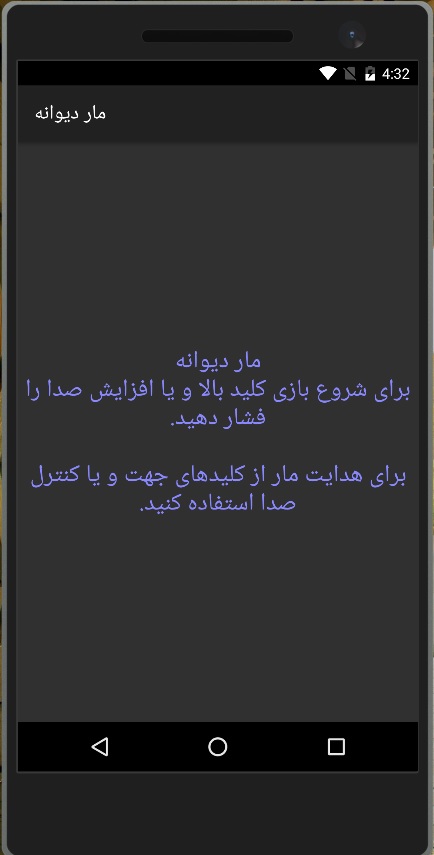 4:32
مار دیوانه
مار دیوانه
برای شروع بازی کلید بالا و یا افزایش صدا را
فشار دهید.
برای هدایت مار از کلیدهای جهت و یا کنترل
صدا استفاده کنید.